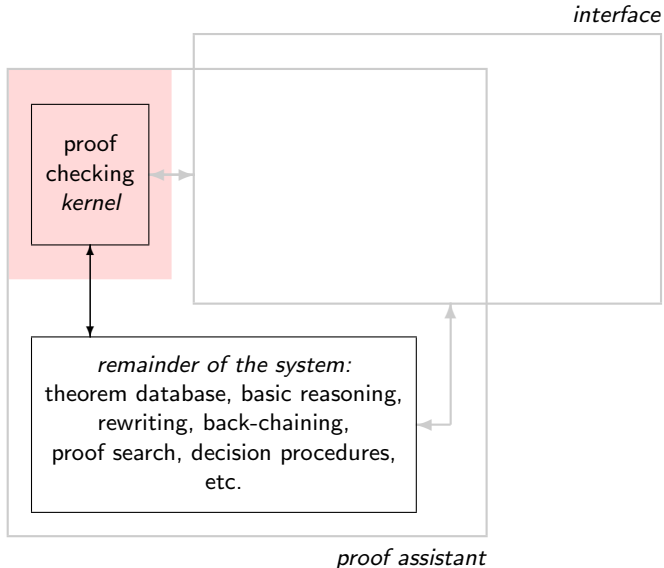 interface
proof
checking
kernel
remainder of the system:
theorem database, basic reasoning,
rewriting, back-chaining,
proof search, decision procedures,
etc.
proof assistant